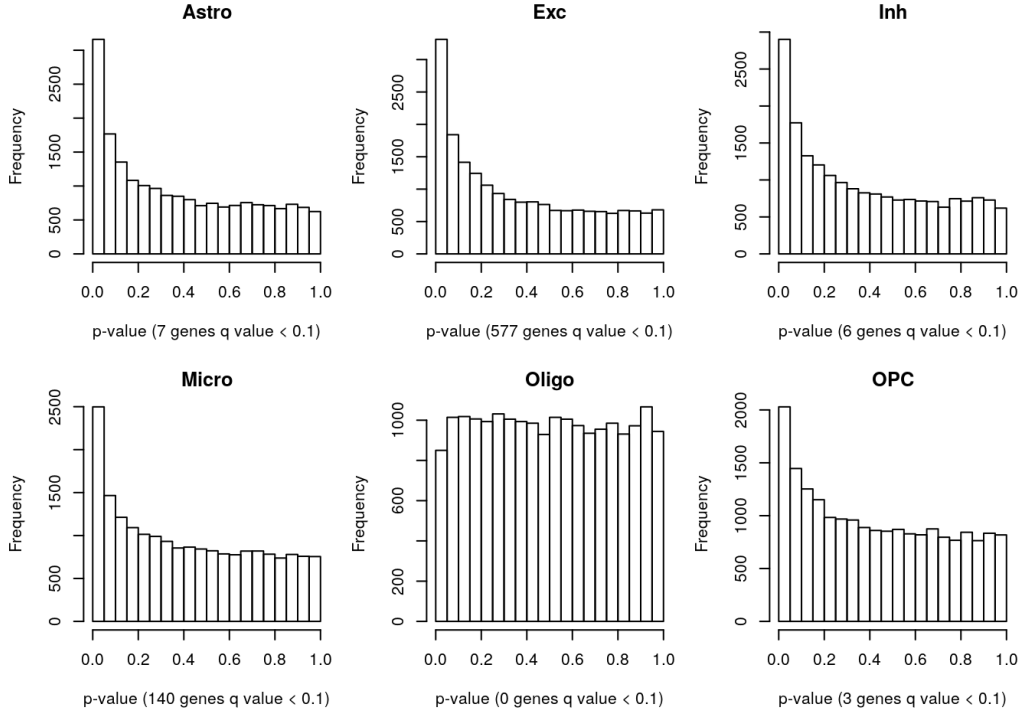 Astro
Exc
Inh
Frequency
0
500
1500
2500
0.0 0.2 0.4 0.6 0.8 1.0
p-value (7 genes q value < 0.1)
Frequency
0
500
1500
2500
0.0 0.2 0.4 0.6 0.8 1.0
p-value (577 genes q value < 0.1)
Frequency
0
500
1500
2500
0.0 0.2 0.4 0.6 0.8 1.0
p-value (6 genes q value < 0.1)
Micro
Oligo
OPC
Frequency
0
500
1500
2500
0.0 0.2 0.4 0.6 0.8 1.0
p-value (140 genes q value < 0.1)
Frequency
0
200
600
1000
0.0 0.2 0.4 0.6 0.8 1.0
p-value (0 genes q value < 0.1)
Frequency
0
500
1000
1500
2000
0.0 0.2 0.4 0.6 0.8 1.0
p-value (3 genes q value < 0.1)